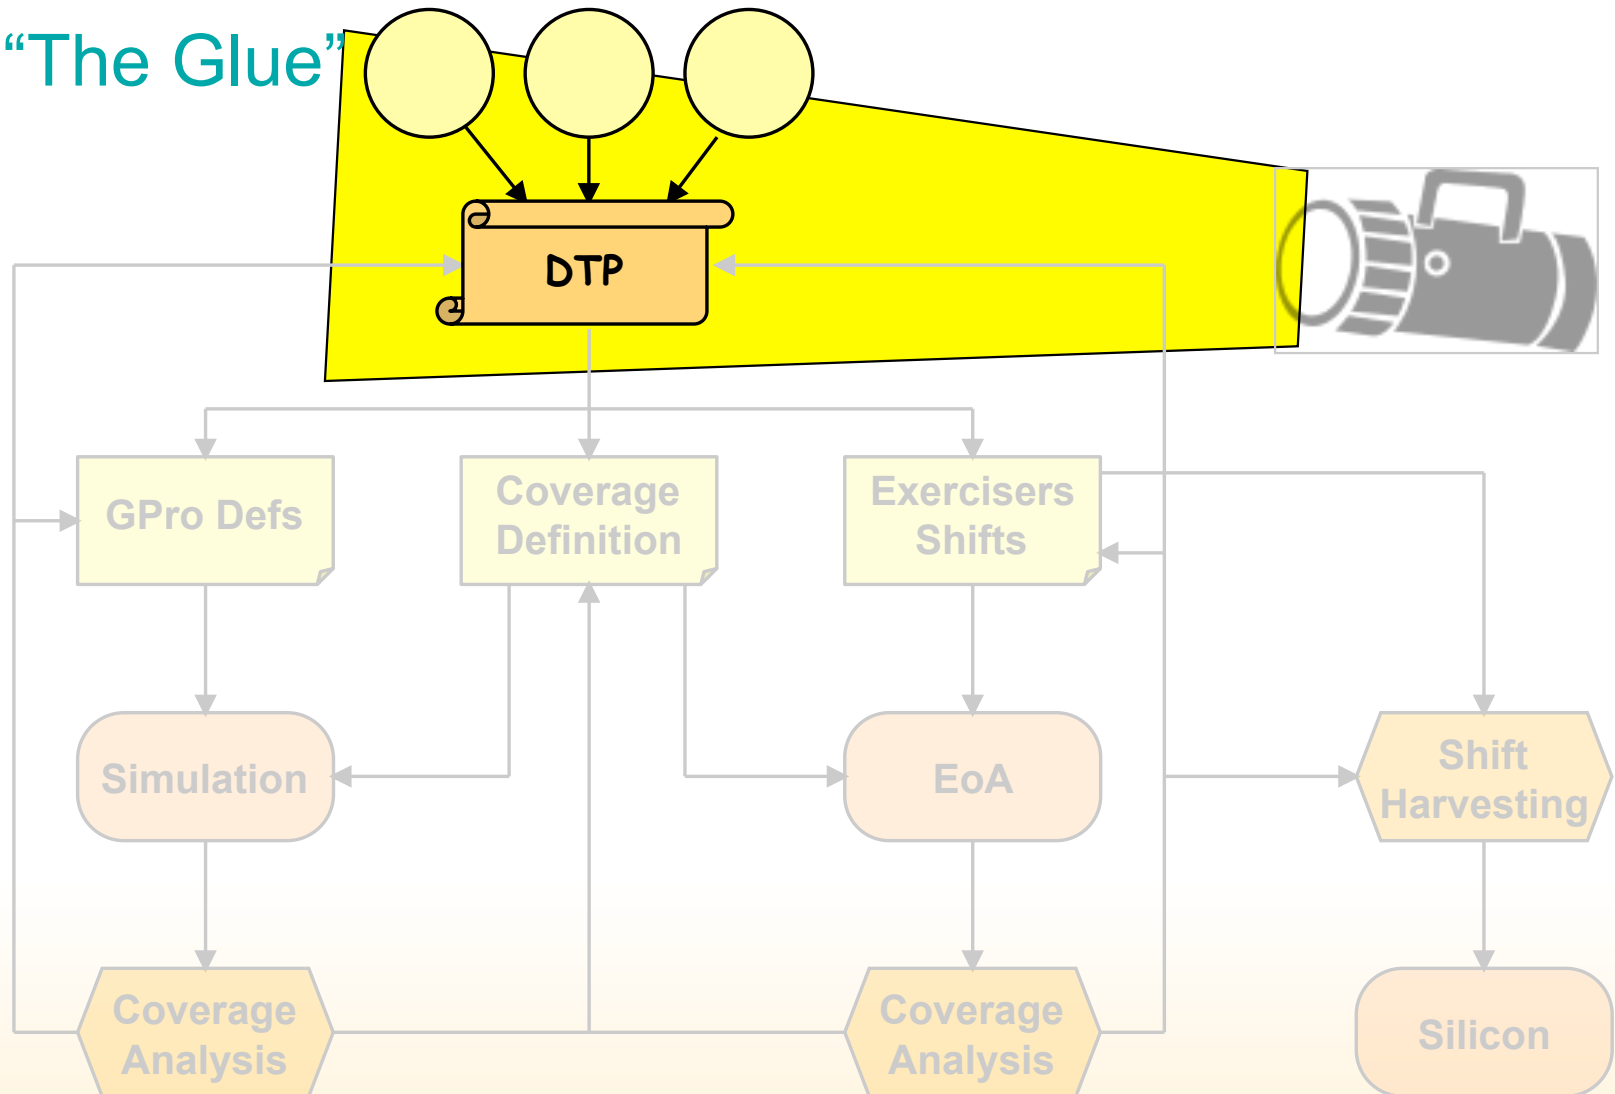 “The Glue”
DTP
GPro Defs
Coverage
Definition
Exercisers
Shifts
Simulation
EoA
Shift
Harvesting
Coverage
Analysis
Coverage
Analysis
Silicon